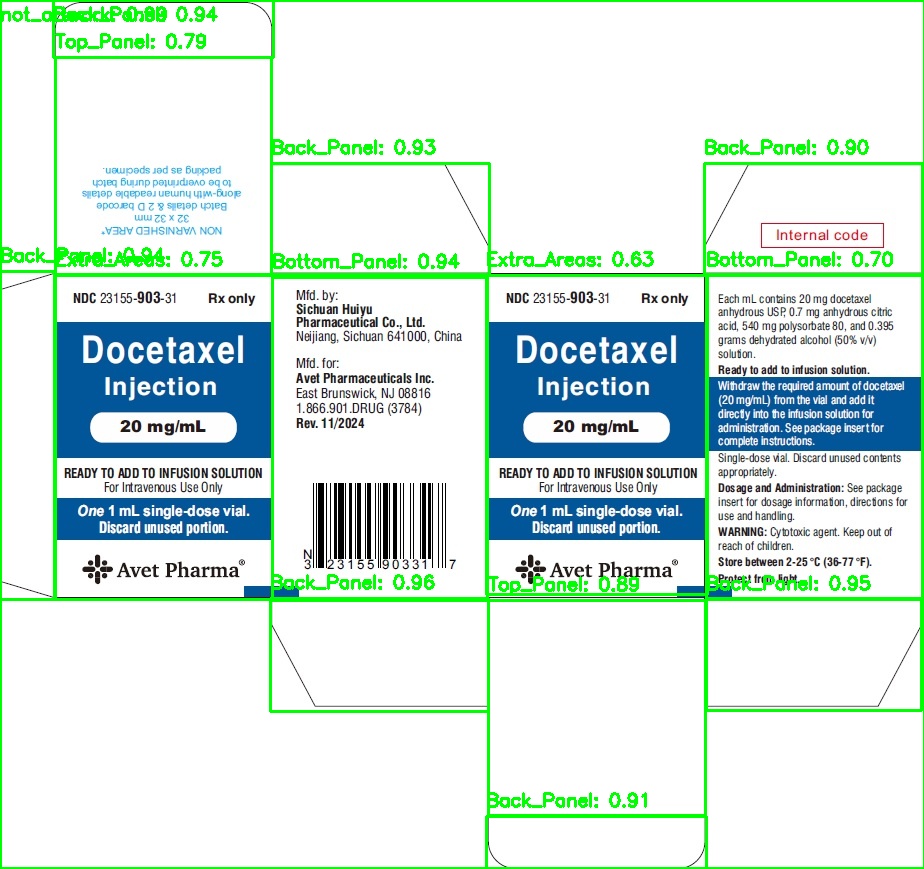 Back_Panel: 0.94
Top_Panel: 0.79
NON VARNISHED AREA*
32 x 32 mm
Batch details & 2 D barcode
along-with human readable details
to be overprinted during batch
packing as per specimen.
Back_Panel: 0.93
Back_Panel: 0.90
Internal code
Back_Panel: 0.94
Extra_Areas: 0.75
Bottom_Panel: 0.94
Extra_Areas: 0.63
Bottom_Panel: 0.70
NDC 23155-903-31 Rx only
Docetaxel
Injection
20 mg/mL
READY TO ADD TO INFUSION SOLUTION
For Intravenous Use Only
One 1 mL single-dose vial.
Discard unused portion.
Avet Pharma®
Mfd. by:
Sichuan Huiyu
Pharmaceutical Co., Ltd.
Neijiang, Sichuan 641000, China
Mfd. for:
Avet Pharmaceuticals Inc.
East Brunswick, NJ 08816
1.866.901.DRUG (3784)
Rev. 11/2024
N
3 23155 90331 7
NDC 23155-903-31 Rx only
Docetaxel
Injection
20 mg/mL
READY TO ADD TO INFUSION SOLUTION
For Intravenous Use Only
One 1 mL single-dose vial.
Discard unused portion.
Avet Pharma®
Each mL contains 20 mg docetaxel
anhydrous USP, 0.7 mg anhydrous citric
acid, 540 mg polysorbate 80, and 0.395
grams dehydrated alcohol (50% v/v)
solution.
Ready to add to infusion solution.
Withdraw the required amount of docetaxel
(20 mg/mL) from the vial and add it
directly into the infusion solution for
administration. See package insert for
complete instructions.
Single-dose vial. Discard unused contents
appropriately.
Dosage and Administration: See package
insert for dosage information, directions for
use and handling.
WARNING: Cytotoxic agent. Keep out of
reach of children.
Store between 2-25 °C (36-77 °F).
Protect from light.
Back_Panel: 0.96
Top_Panel: 0.89
Back_Panel: 0.95
Back_Panel: 0.91